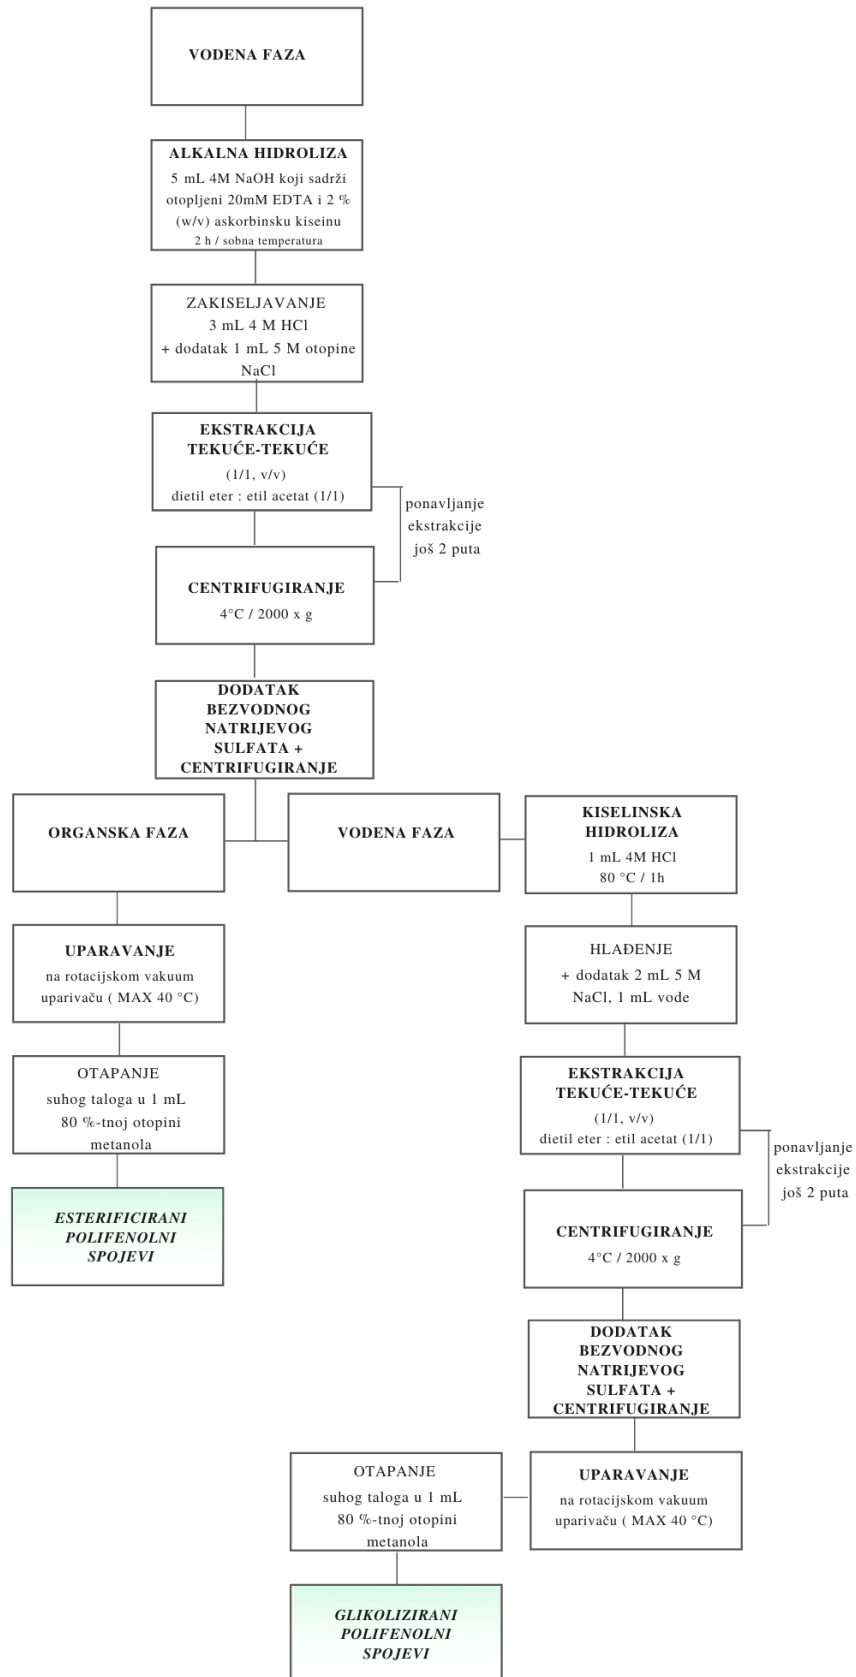 VODENA FAZA
ALKALNA HIDROLIZA
5 mL 4M NaOH koji sadrži
otopljeni 20mM EDTA i 2 %
(w/v) askorbinsku kiseinu
2 h / sobna temperatura
ZAKISELJAVANJE
3 mL 4 M HCl
+ dodatak 1 mL 5 M otopine
NaCl
EKSTRAKCIJA
TEKUĆE-TEKUĆE
(1/1, v/v)
dietil eter : etil acetat (1/1)
ponavljanje
ekstrakcije
još 2 puta
CENTRIFUGIRANJE
4°C / 2000 x g
DODATAK
BEZVODNOG
NATRIJEVOG
SULFATA +
CENTRIFUGIRANJE
ORGANSKA FAZA
VODENA FAZA
KISELINSKA
HIDROLIZA
1 mL 4M HCl
80 °C / 1h
UPARAVANJE
na rotacijskom vakuum
uparivaču ( MAX 40 °C)
HLAĐENJE
+ dodatak 2 mL 5 M
NaCl, 1 mL vode
OTAPANJE
suhog taloga u 1 mL
80 %-tnoj otopini
metanola
EKSTRAKCIJA
TEKUĆE-TEKUĆE
(1/1, v/v)
dietil eter : etil acetat (1/1)
ponavljanje
ekstrakcije
još 2 puta
ESTERIFICIRANI
POLIFENOLNI
SPOJEVI
CENTRIFUGIRANJE
4°C / 2000 x g
DODATAK
BEZVODNOG
NATRIJEVOG
SULFATA +
CENTRIFUGIRANJE
UPARAVANJE
na rotacijskom vakuum
uparivaču ( MAX 40 °C)
OTAPANJE
suhog taloga u 1 mL
80 %-tnoj otopini
metanola
GLIKOLIZIRANI
POLIFENOLNI
SPOJEVI